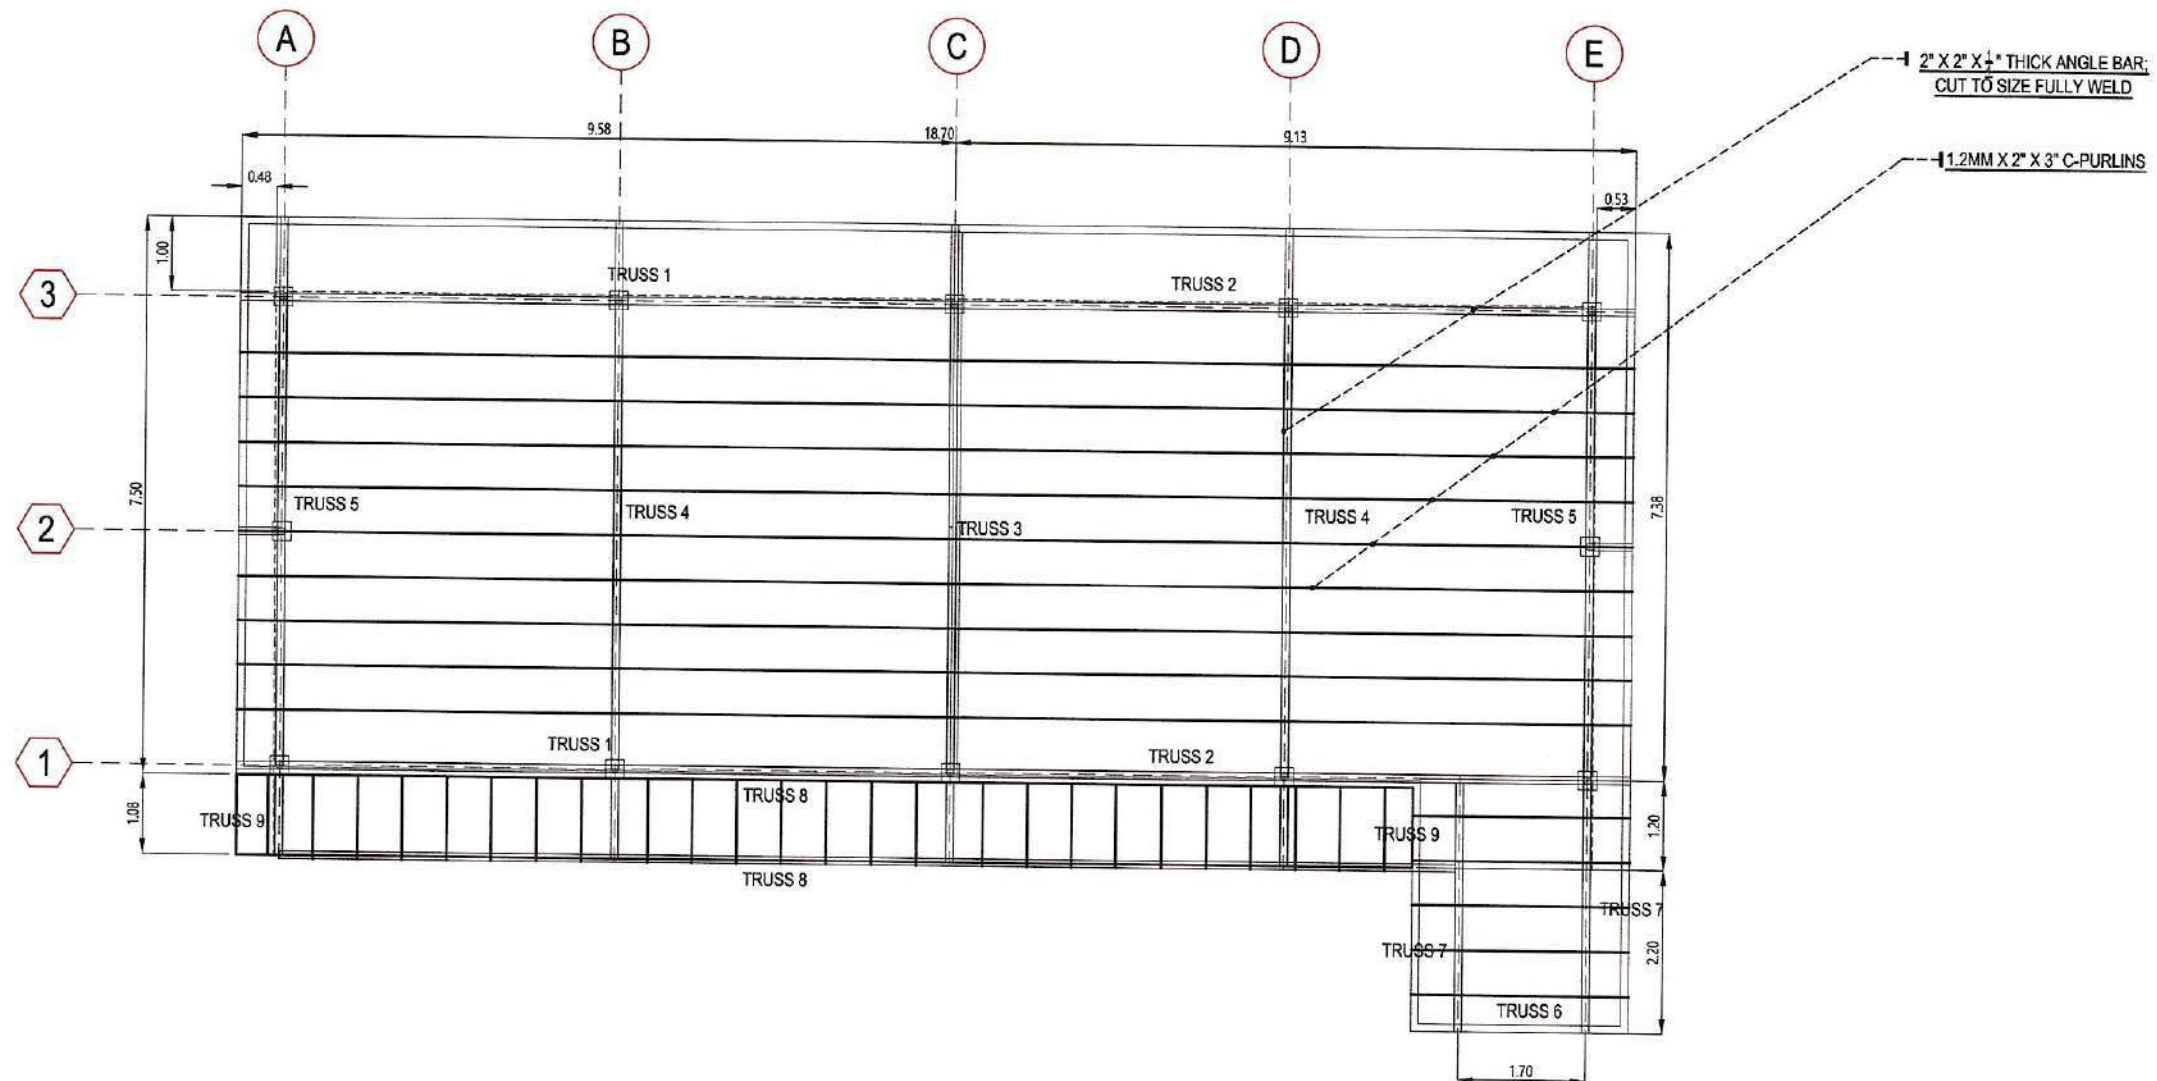 A
B
C
D
E
2" X 2" X 1/2" THICK ANGLE BAR;
CUT TO SIZE FULLY WELD
9.58
18.70
9.13
1.2MM X 2" X 3" C-PURLINS
0.48
0.53
1.00
3
TRUSS 1
TRUSS 2
7.50
2
TRUSS 5
TRUSS 4
TRUSS 3
TRUSS 4
TRUSS 5
7.38
1
TRUSS 1
TRUSS 2
1.08
TRUSS 9
TRUSS 8
TRUSS 9
1.20
TRUSS 8
TRUSS 7
TRUSS 7
2.20
TRUSS 6
1.70